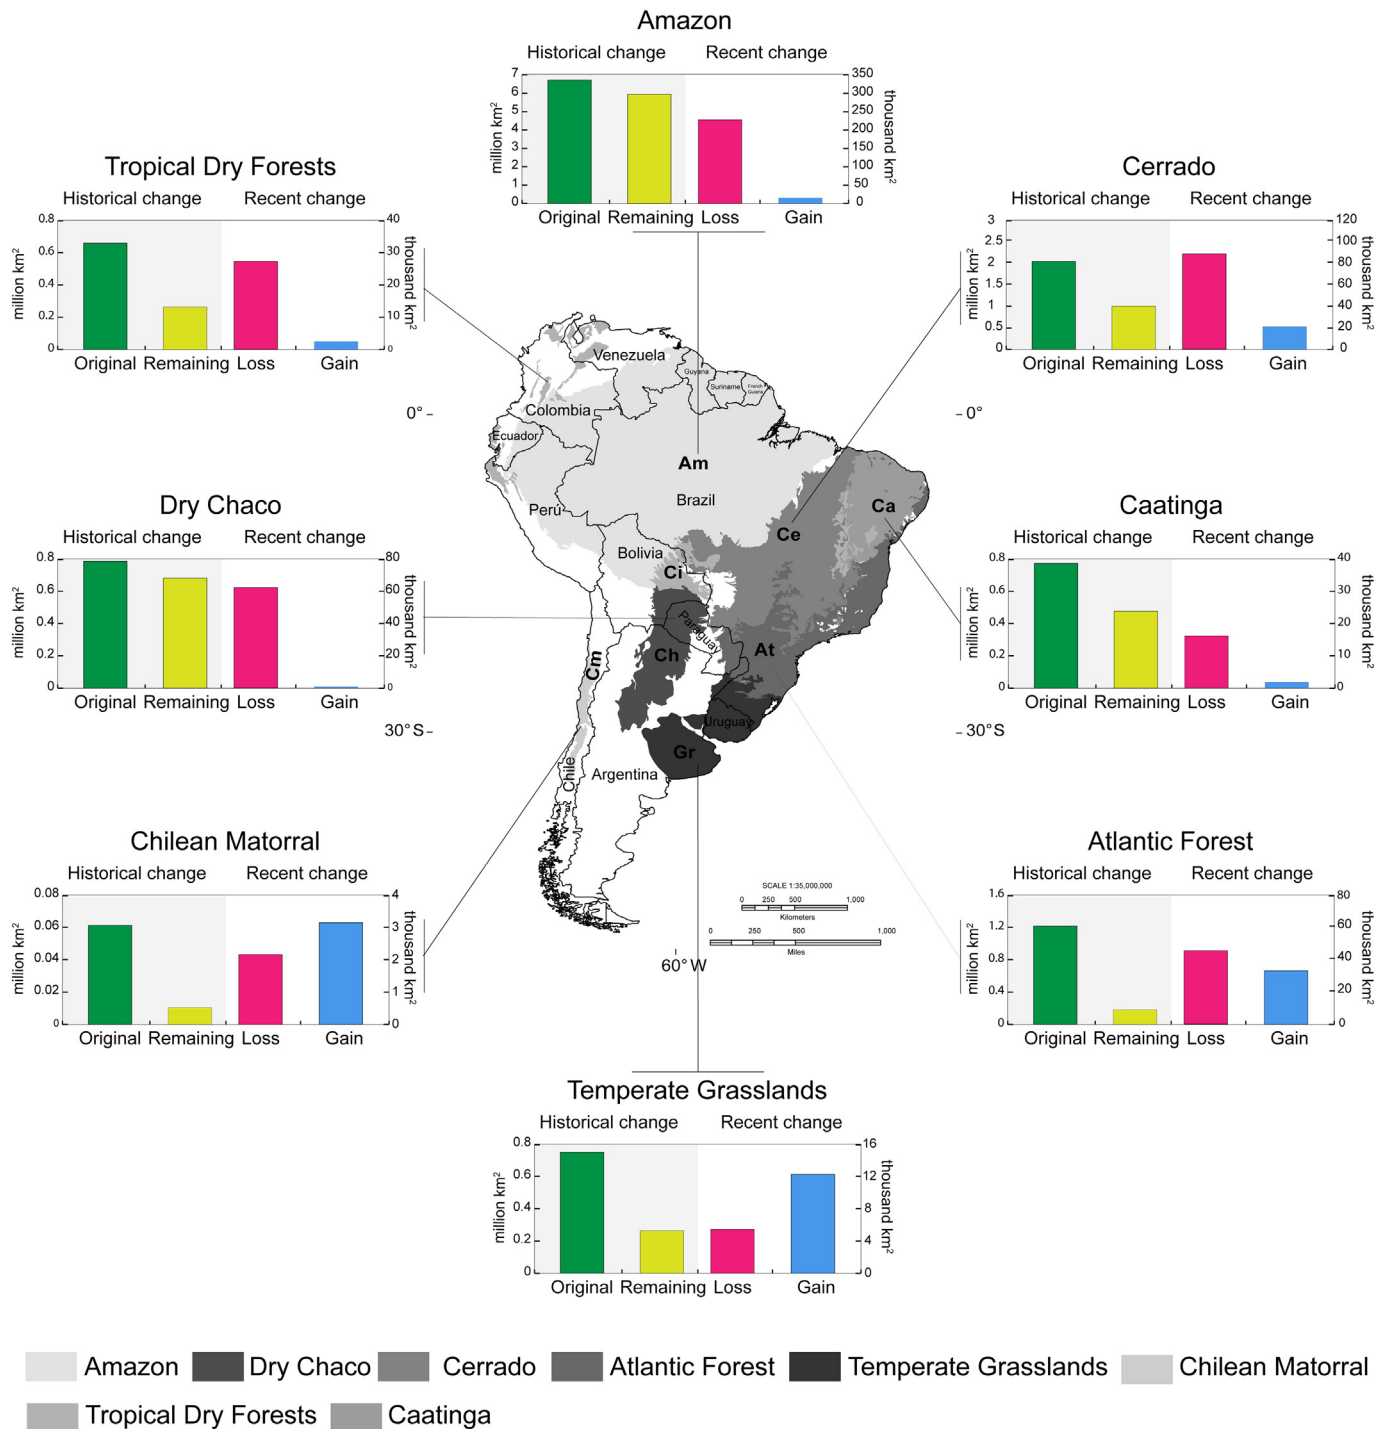 Amazon
Historical change Recent change
million km²
7
6
5
4
3
2
1
0
350
300
250
200
150
100
50
0
thousand km²
Original Remaining Loss Gain
Tropical Dry Forests
Historical change Recent change
million km²
0.8
0.6
0.4
0.2
0
40
30
20
10
0
thousand km²
Original Remaining Loss Gain
Cerrado
Historical change Recent change
million km²
3
2.5
2
1
0.5
0
120
100
80
60
40
20
0
thousand km²
Original Remaining Loss Gain
Dry Chaco
Historical change Recent change
million km²
0.8
0.6
0.4
0.2
0
80
60
40
20
0
thousand km²
Original Remaining Loss Gain
Caatinga
Historical change Recent change
million km²
0.8
0.6
0.4
0.2
0
40
30
20
10
0
thousand km²
Original Remaining Loss Gain
Chilean Matorral
Historical change Recent change
million km²
0.08
0.06
0.04
0.02
0
4
3
2
1
0
thousand km²
Original Remaining Loss Gain
Atlantic Forest
Historical change Recent change
million km²
1.6
1.2
0.8
0.4
0
80
60
40
20
0
thousand km²
Original Remaining Loss Gain
Temperate Grasslands
Historical change Recent change
million km²
0.8
0.6
0.4
0.2
0
16
12
8
4
0
thousand km²
Original Remaining Loss Gain
Venezuela
Guyana
Suriname
French
Guiana
Colombia
0°
0°
Ecuador
Am
Brazil
Perú
Ca
Ce
Bolivia
Ci
Paraguay
Cm
Ch
At
30°S
Uruguay
30°S
Gr
Chile
Argentina
SCALE 1:35,000,000
0 250 500 1,000
Kilometers
0 250 500 1,000
Miles
60°W
Amazon Dry Chaco Cerrado Atlantic Forest Temperate Grasslands Chilean Matorral
Tropical Dry Forests Caatinga